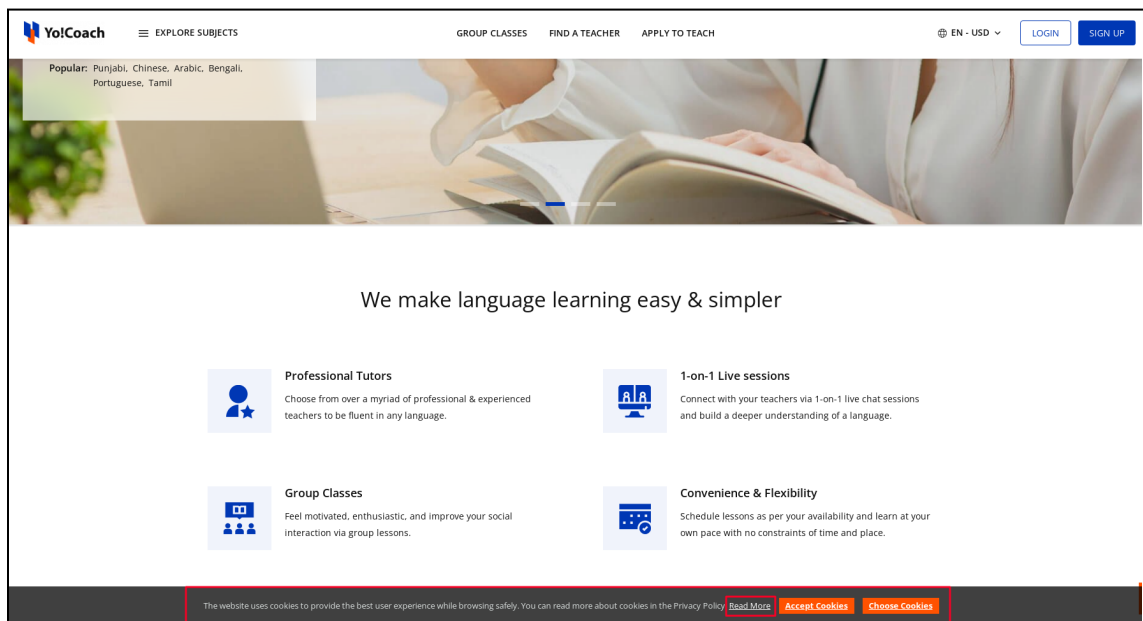 Yo!Coach
EXPLORE SUBJECTS
GROUP CLASSES
FIND A TEACHER
APPLY TO TEACH
EN - USD
LOGIN
SIGN UP
Popular: Punjabi, Chinese, Arabic, Bengali,
Portuguese, Tamil
We make language learning easy & simpler
Professional Tutors
Choose from over a myriad of professional & experienced
teachers to be fluent in any language.
1-on-1 Live sessions
Connect with your teachers via 1-on-1 live chat sessions
and build a deeper understanding of a language.
Group Classes
Feel motivated, enthusiastic, and improve your social
interaction via group lessons.
Convenience & Flexibility
Schedule lessons as per your availability and learn at your
own pace with no constraints of time and place.
The website uses cookies to provide the best user experience while browsing safely. You can read more about cookies in the Privacy Policy Read More Accept Cookies Choose Cookies